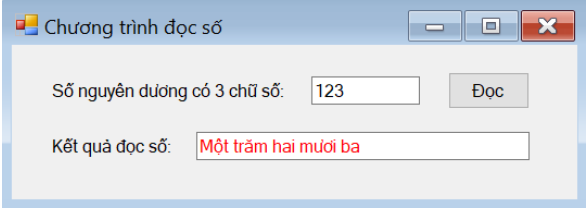 Chương trình đọc số
Số nguyên dương có 3 chữ số: 123 Đọc
Kết quả đọc số: Một trăm hai mươi ba